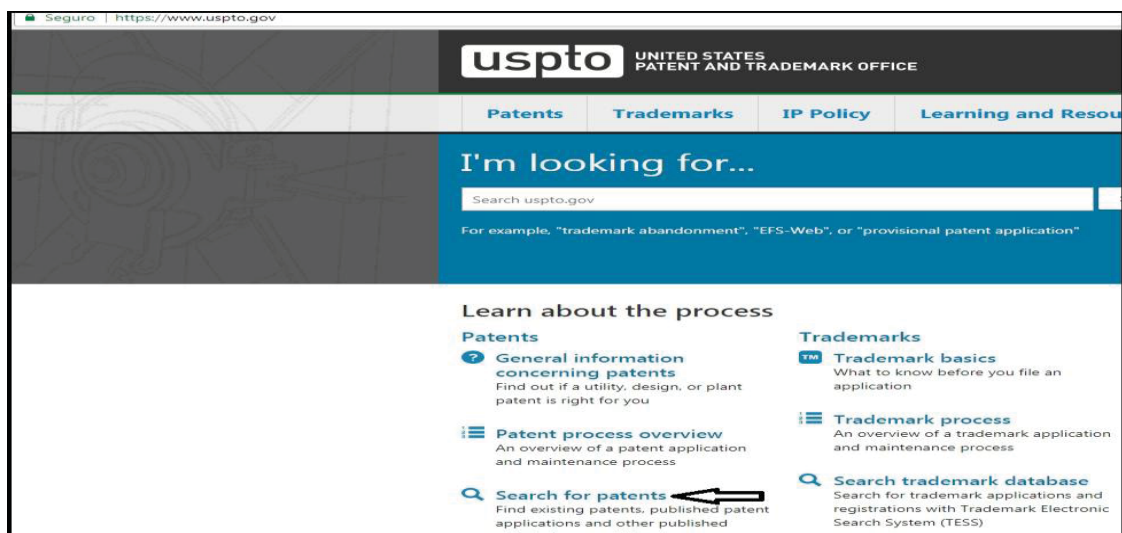 Seguro | https://www.uspto.gov
uspto UNITED STATES
PATENT AND TRADEMARK OFFICE
Patents Trademarks IP Policy Learning and Resou
I'm looking for...
Search uspto.gov
For example, "trademark abandonment", "EFS-Web", or "provisional patent application"
Learn about the process
Patents
General information
concerning patents
Find out if a utility, design, or plant
patent is right for you
Patent process overview
An overview of a patent application
and maintenance process
Search for patents
Find existing patents, published patent
applications and other published
Trademarks
TM Trademark basics
What to know before you file an
application
Trademark process
An overview of a trademark application
and maintenance process
Search trademark database
Search for trademark applications and
registrations with Trademark Electronic
Search System (TESS)